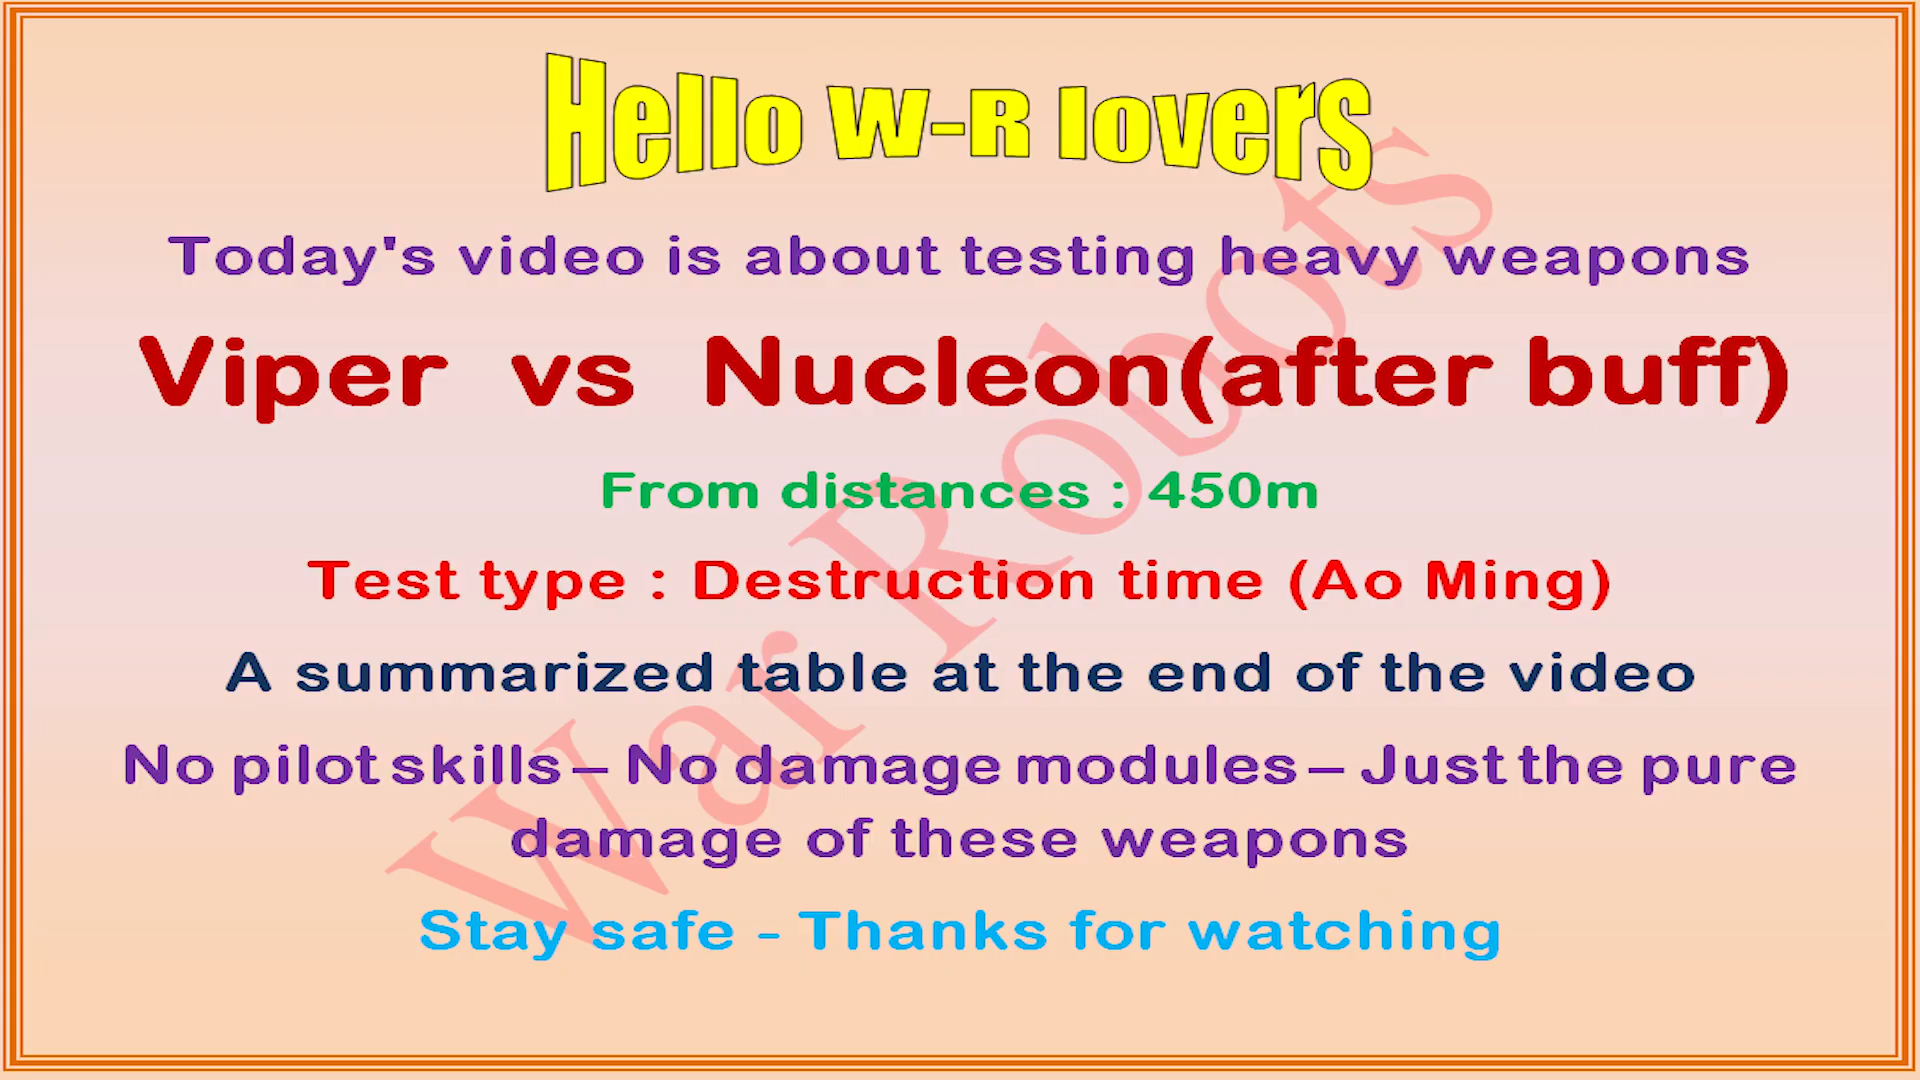 Hello W-R lovers
Today's video is about testing heavy weapons
Viper vs Nucleon(after buff)
From distances : 450m
Test type : Destruction time (Ao Ming)
A summarized table at the end of the video
No pilot skills – No damage modules – Just the pure
damage of these weapons
Stay safe - Thanks for watching
War Robots